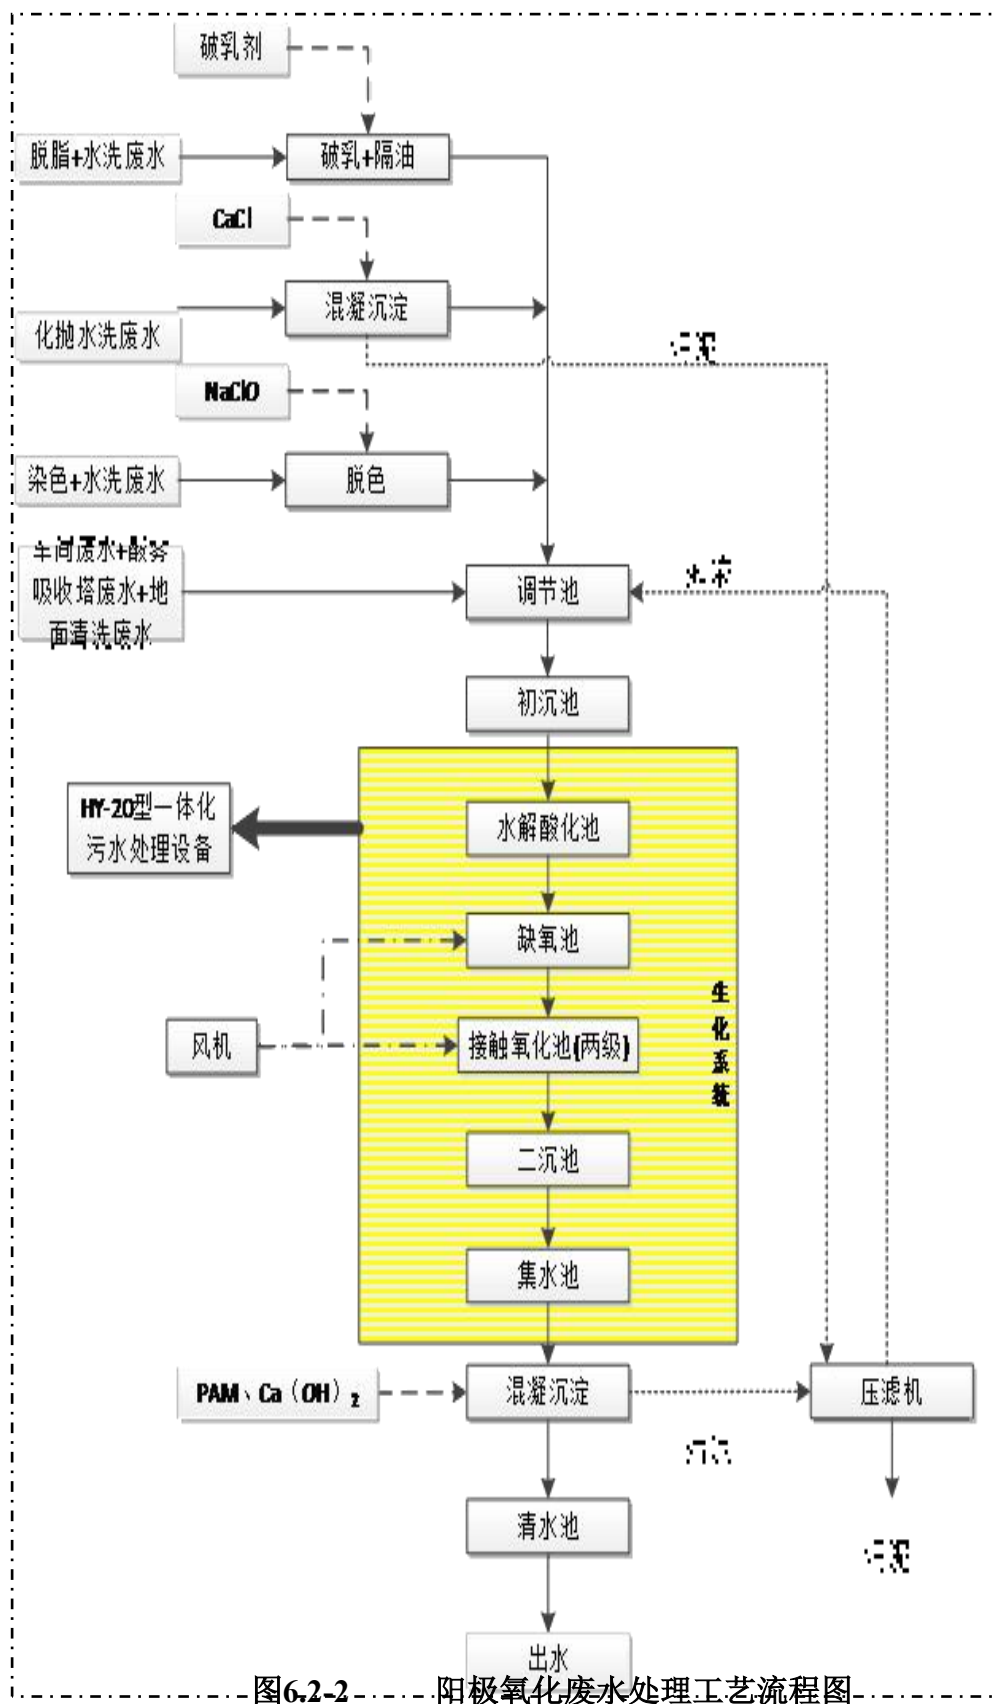 破乳剂
脱脂+水洗废水
破乳+隔油
CaCl
混凝沉淀
化抛水洗废水
NaClO
染色+水洗废水
脱色
车间废水+酸雾
吸收塔废水+地
面清洗废水
调节池
初沉池
HY-20型一体化
污水处理设备
水解酸化池
缺氧池
生
化
系
统
风机
接触氧化池(两级)
二沉池
集水池
PAM、Ca（OH）2
混凝沉淀
压滤机
清水池
出水
图6.2-2 阳极氧化废水处理工艺流程图